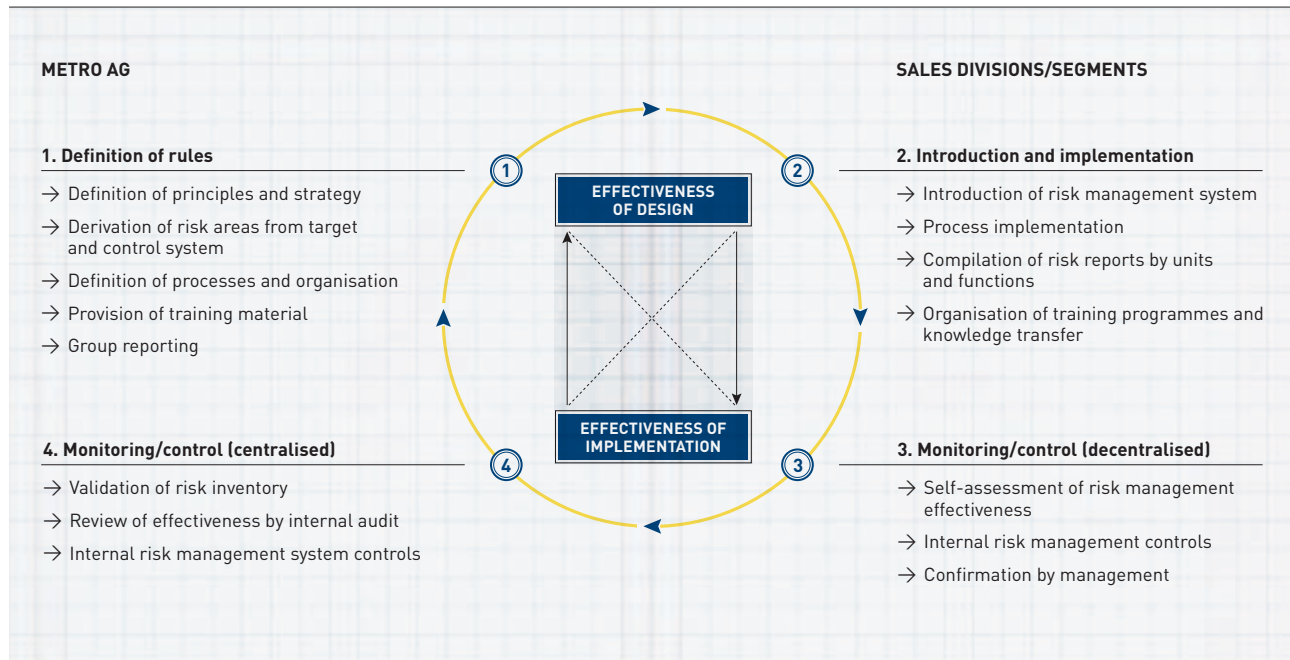 METRO AG
SALES DIVISIONS/SEGMENTS
1. Definition of rules
→ Definition of principles and strategy
→ Derivation of risk areas from target
and control system
→ Definition of processes and organisation
→ Provision of training material
→ Group reporting
1
2
EFFECTIVENESS
OF DESIGN
2. Introduction and implementation
→ Introduction of risk management system
→ Process implementation
→ Compilation of risk reports by units
and functions
→ Organisation of training programmes and
knowledge transfer
4. Monitoring/control (centralised)
→ Validation of risk inventory
→ Review of effectiveness by internal audit
→ Internal risk management system controls
EFFECTIVENESS OF
IMPLEMENTATION
4
3
3. Monitoring/control (decentralised)
→ Self-assessment of risk management
effectiveness
→ Internal risk management controls
→ Confirmation by management